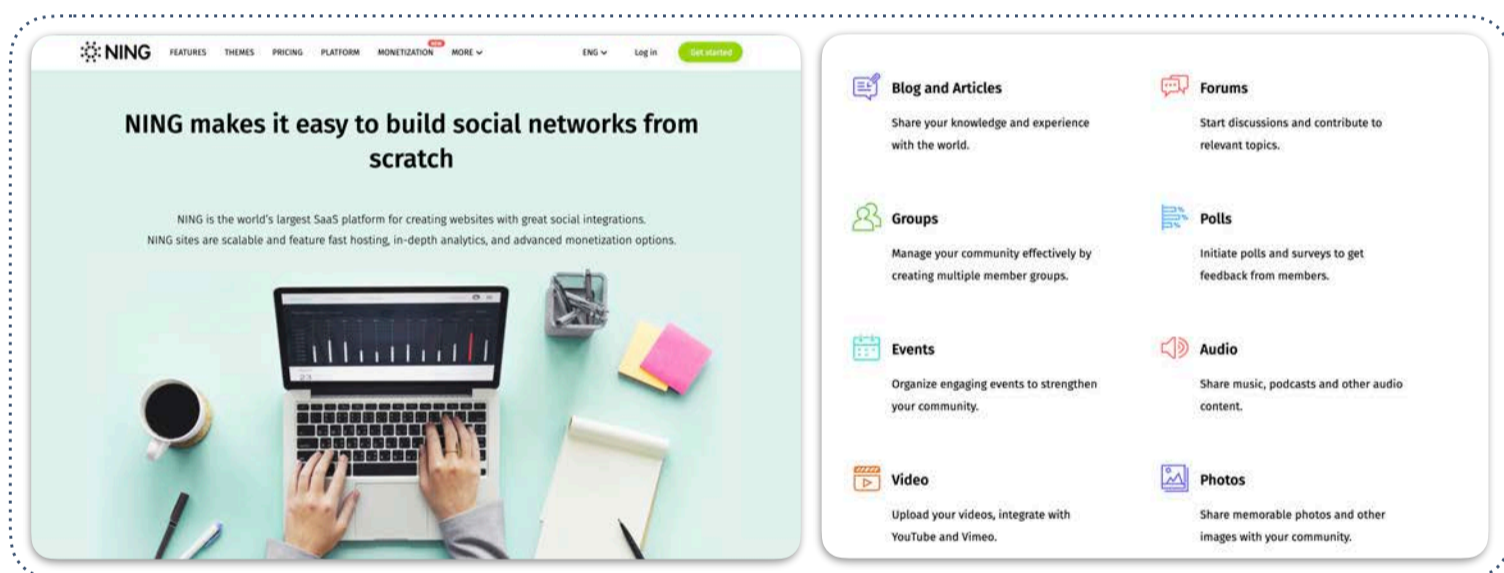 NING
FEATURES
THEMES
PRICING
PLATFORM
MONETIZATION
NEW
MORE
ENG
Log in
Get started
NING makes it easy to build social networks from
scratch
NING is the world's largest SaaS platform for creating websites with great social integrations.
NING sites are scalable and feature fast hosting, in-depth analytics, and advanced monetization options.
23
Blog and Articles
Share your knowledge and experience
with the world.
Forums
Start discussions and contribute to
relevant topics.
Groups
Manage your community effectively by
creating multiple member groups.
Polls
Initiate polls and surveys to get
feedback from members.
Events
Organize engaging events to strengthen
your community.
Audio
Share music, podcasts and other audio
content.
Video
Upload your videos, integrate with
YouTube and Vimeo.
Photos
Share memorable photos and other
images with your community.